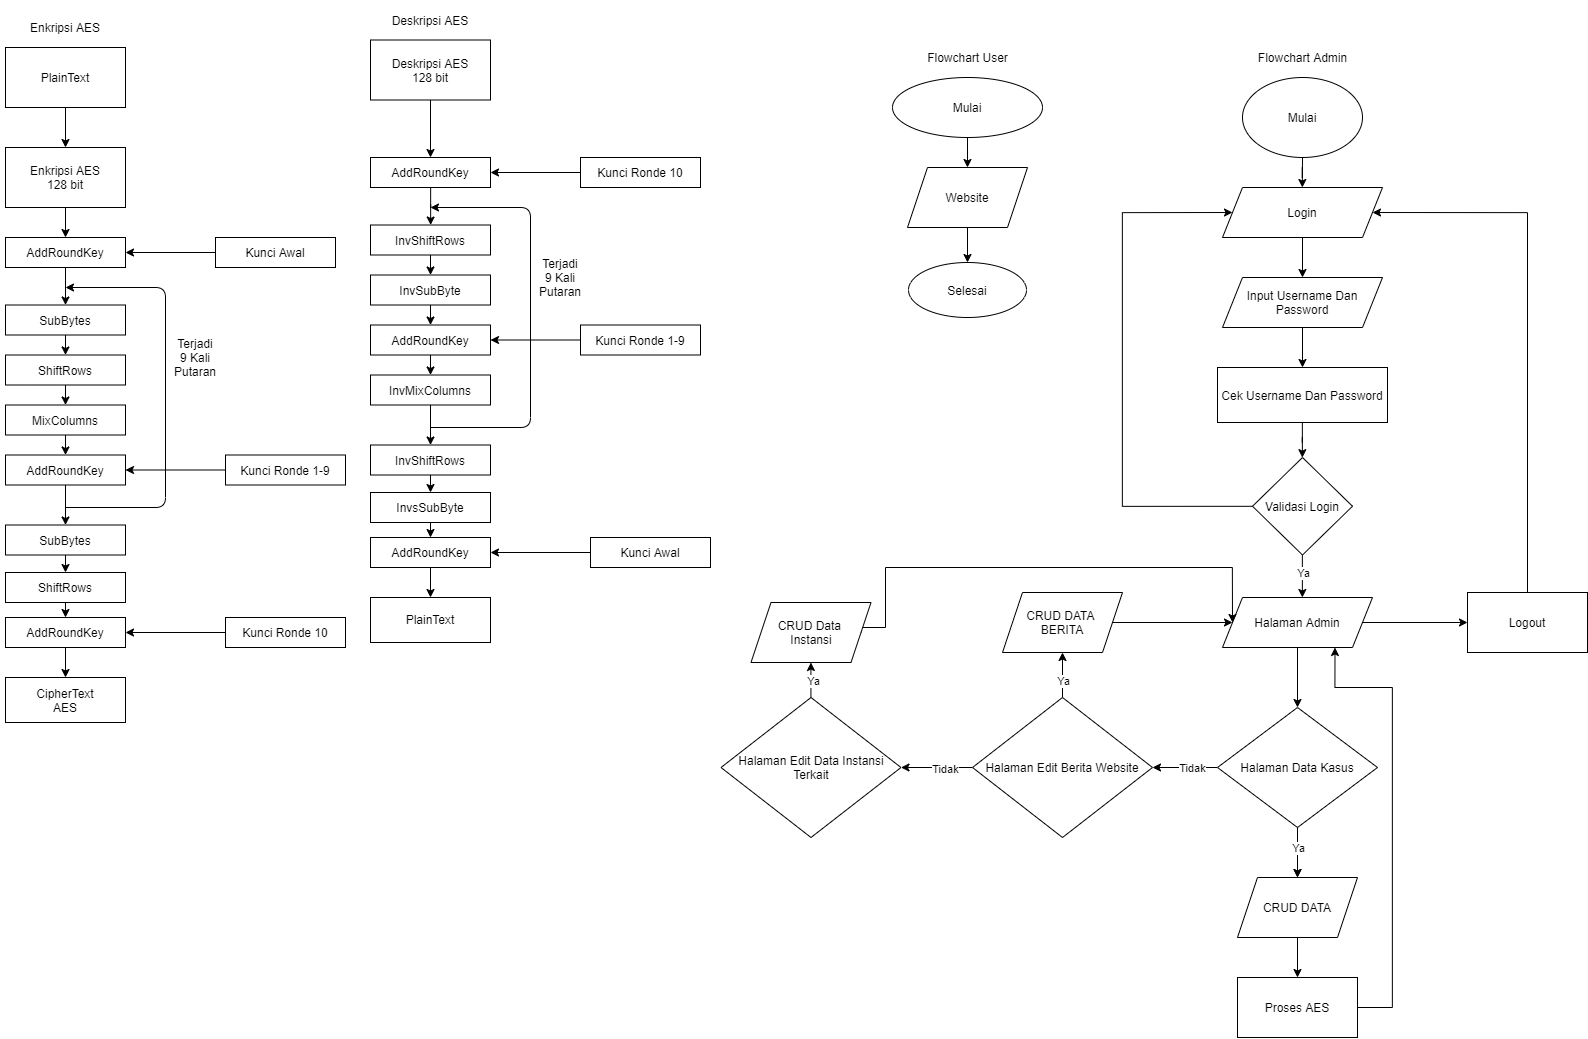 Enkripsi AES
PlainText
Enkripsi AES
128 bit
AddRoundKey
Kunci Awal
SubBytes
ShiftRows
MixColumns
AddRoundKey
Kunci Ronde 1-9
Terjadi
9 Kali
Putaran
SubBytes
ShiftRows
AddRoundKey
Kunci Ronde 10
CipherText
AES
Deskripsi AES
Deskripsi AES
128 bit
AddRoundKey
Kunci Ronde 10
InvShiftRows
InvSubByte
AddRoundKey
Kunci Ronde 1-9
InvMixColumns
Terjadi
9 Kali
Putaran
InvShiftRows
InvsSubByte
AddRoundKey
Kunci Awal
PlainText
Flowchart User
Mulai
Website
Selesai
Flowchart Admin
Mulai
Login
Input Username Dan
Password
Cek Username Dan Password
Validasi Login
Ya
Halaman Admin
Logout
Halaman Data Kasus
Tidak
Halaman Edit Berita Website
Tidak
Halaman Edit Data Instansi
Terkait
Ya
CRUD Data
Instansi
Ya
CRUD DATA
BERITA
Ya
CRUD DATA
Proses AES